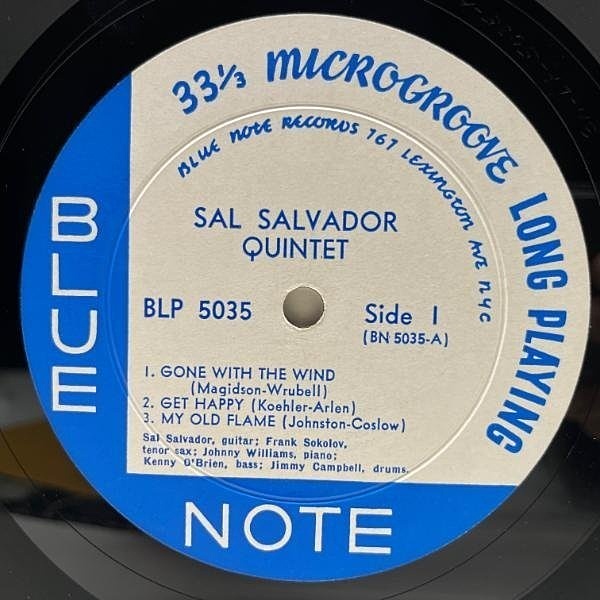 33⅓ MICROGROOVE LONG PLAYING
BLUE NOTE RECORDS 767 LEXINGTON AVE NYC
SAL SALVADOR
QUINTET
BLP 5035
Side 1
(BN 5035-A)
1. GONE WITH THE WIND
(Magidson-Wrubell)
2. GET HAPPY (Koehler-Arlen)
3. MY OLD FLAME (Johnston-Coslow)
Sal Salvador, guitar; Frank Sokolov,
tenor sax; Johnny Williams, piano;
Kenny O'Brien, bass; Jimmy Campbell, drums.
BLUE
NOTE